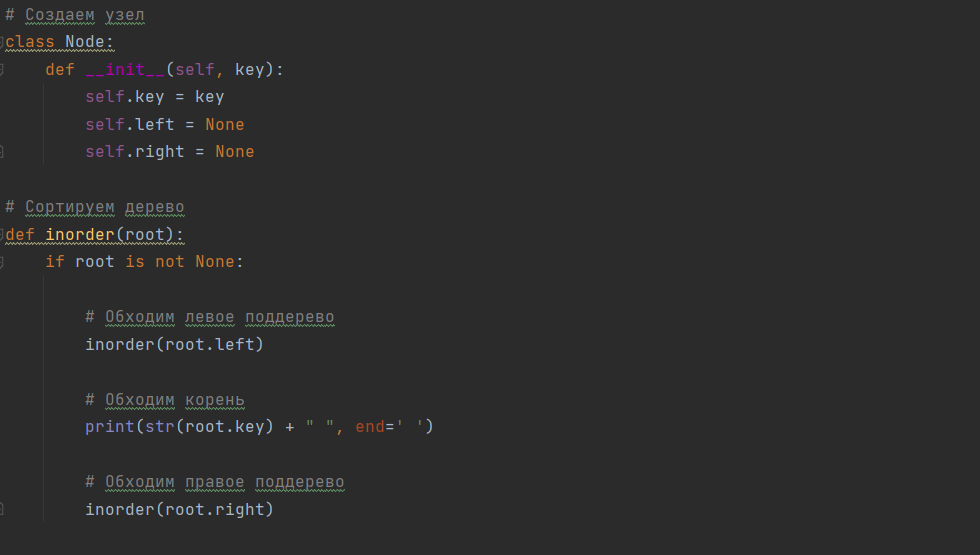 # Создаем узел
class Node:
    def __init__(self, key):
        self.key = key
        self.left = None
        self.right = None
# Сортируем дерево
def inorder(root):
    if root is not None:
        # Обходим левое поддерево
        inorder(root.left)
        # Обходим корень
        print(str(root.key) + " ", end=' ')
        # Обходим правое поддерево
        inorder(root.right)